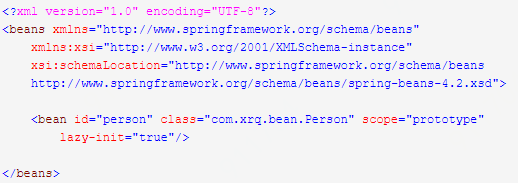 <?xml version="1.0" encoding="UTF-8"?>
<beans xmlns="http://www.springframework.org/schema/beans"
    xmlns:xsi="http://www.w3.org/2001/XMLSchema-instance"
    xsi:schemaLocation="http://www.springframework.org/schema/beans
    http://www.springframework.org/schema/beans/spring-beans-4.2.xsd">
    <bean id="person" class="com.xrq.bean.Person" scope="prototype"
        lazy-init="true"/>
</beans>